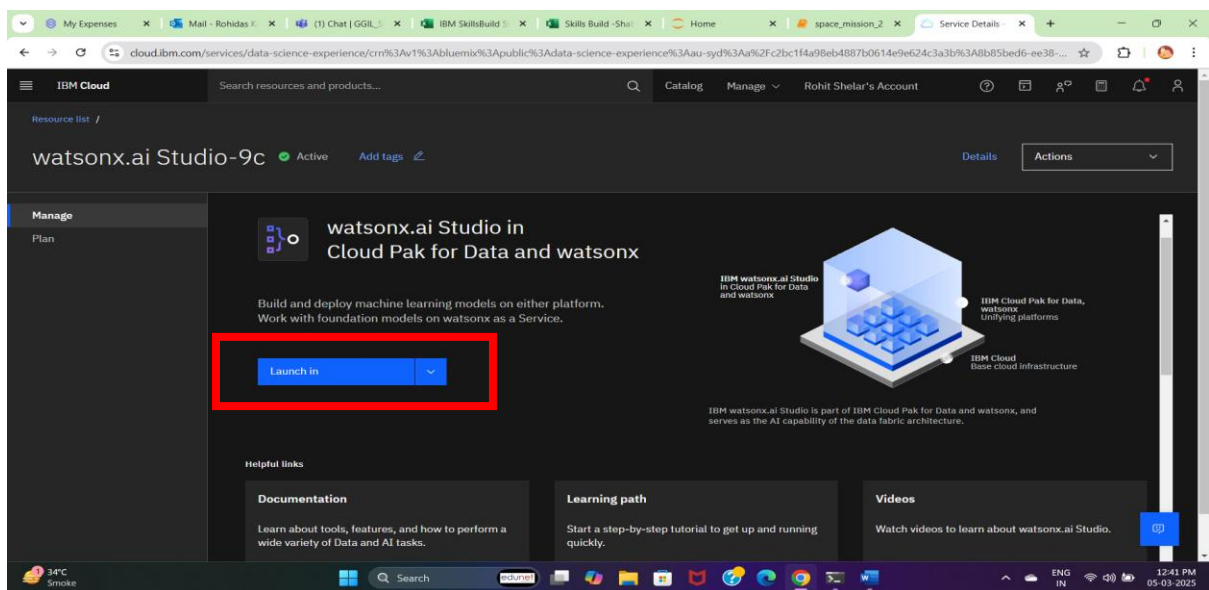 My Expenses
Mail - Rohidas K
(1) Chat | GGIL_S
IBM SkillsBuild S
Skills Build -Shal
Home
space_mission_2
Service Details -
cloud.ibm.com/services/data-science-experience/crn%3Av1%3Abluemix%3Apublic%3Adata-science-experience%3Aau-syd%3Aa%2Fc2bc1f4a98eb4887b0614e9e624c3a3b%3A8b85bed6-ee38-...
IBM Cloud
Search resources and products...
Catalog
Manage
Rohit Shelar's Account
Resource list /
watsonx.ai Studio-9c
Active
Add tags
Details
Actions
Manage
Plan
watsonx.ai Studio in
Cloud Pak for Data and watsonx
Build and deploy machine learning models on either platform.
Work with foundation models on watsonx as a Service.
Launch in
IBM watsonx.ai Studio
in Cloud Pak for Data
and watsonx
IBM Cloud Pak for Data,
watsonx
Unifying platforms
IBM Cloud
Base cloud infrastructure
IBM watsonx.ai Studio is part of IBM Cloud Pak for Data and watsonx, and
serves as the AI capability of the data fabric architecture.
Helpful links
Documentation
Learn about tools, features, and how to perform a
wide variety of Data and AI tasks.
Learning path
Start a step-by-step tutorial to get up and running
quickly.
Videos
Watch videos to learn about watsonx.ai Studio.
1
34°C
Smoke
Search
edunet
ENG
IN
12:41 PM
05-03-2025